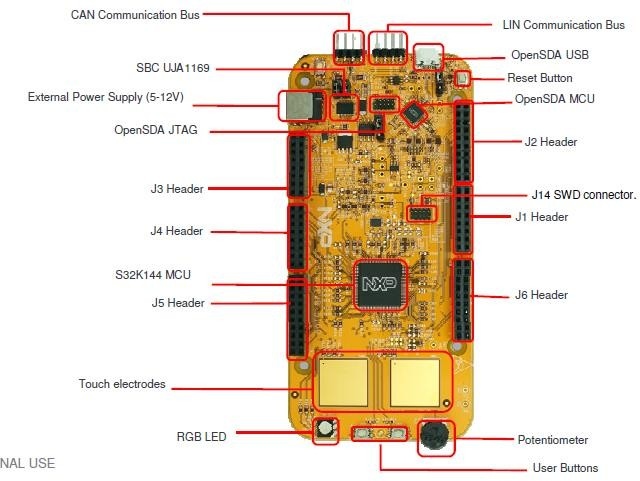 CAN Communication Bus
LIN Communication Bus
SBC UJA1169
OpenSDA USB
Reset Button
External Power Supply (5-12V)
OpenSDA MCU
OpenSDA JTAG
J2 Header
J3 Header
J14 SWD connector.
NXP
J1 Header
J4 Header
S32K144 MCU
NXP
J5 Header
J6 Header
Touch electrodes
RGB LED
Potentiometer
NAL USE
User Buttons